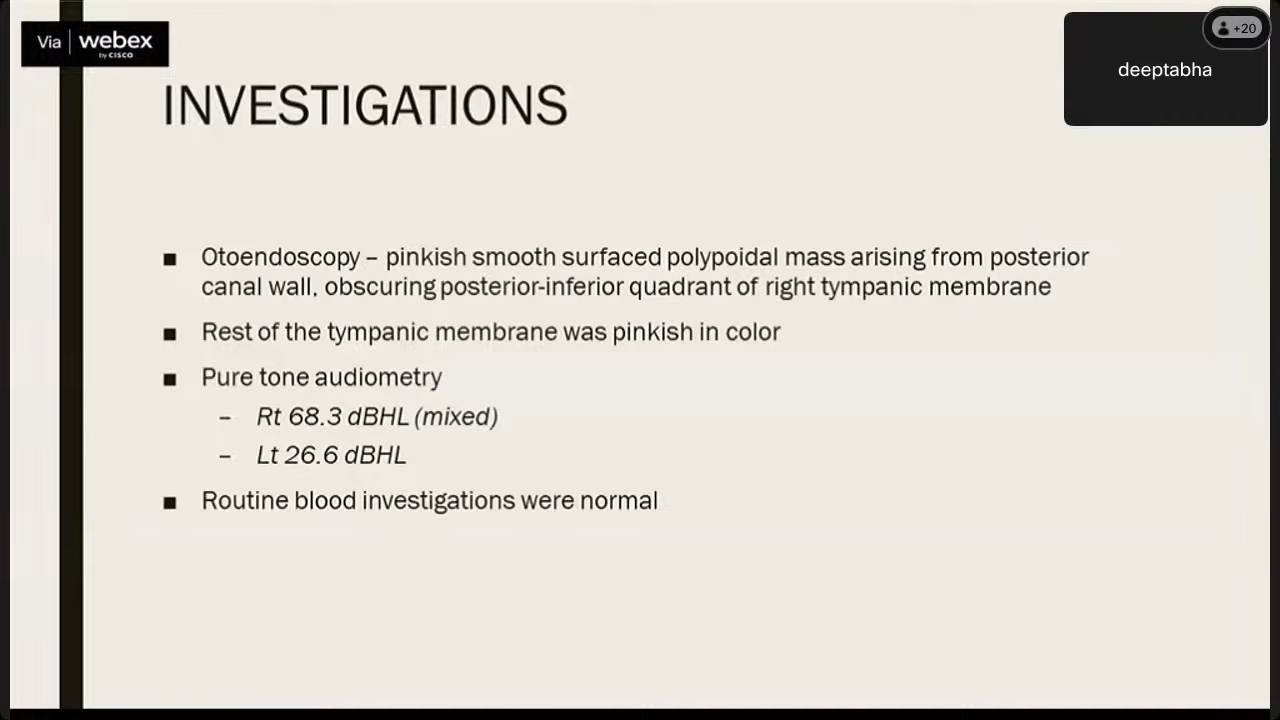 Via webex
by CISCO
+20
deeptabha
INVESTIGATIONS
■ Otoendoscopy – pinkish smooth surfaced polypoidal mass arising from posterior
canal wall, obscuring posterior-inferior quadrant of right tympanic membrane
■ Rest of the tympanic membrane was pinkish in color
■ Pure tone audiometry
– Rt 68.3 dBHL (mixed)
– Lt 26.6 dBHL
■ Routine blood investigations were normal